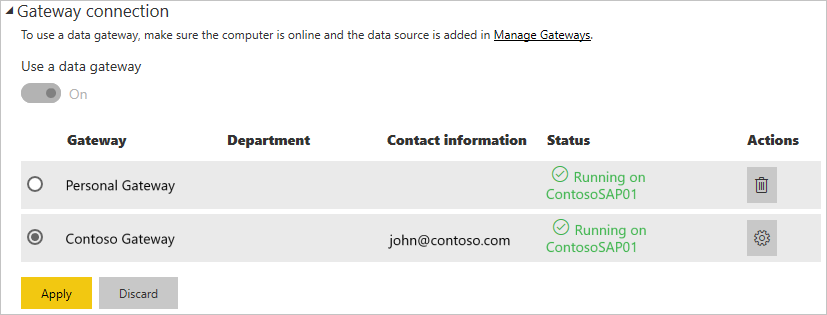 Gateway connection
To use a data gateway, make sure the computer is online and the data source is added in Manage Gateways.
Use a data gateway
On
Gateway Department Contact information Status Actions
Personal Gateway Running on
ContosoSAP01
Contoso Gateway john@contoso.com Running on
ContosoSAP01
Apply Discard